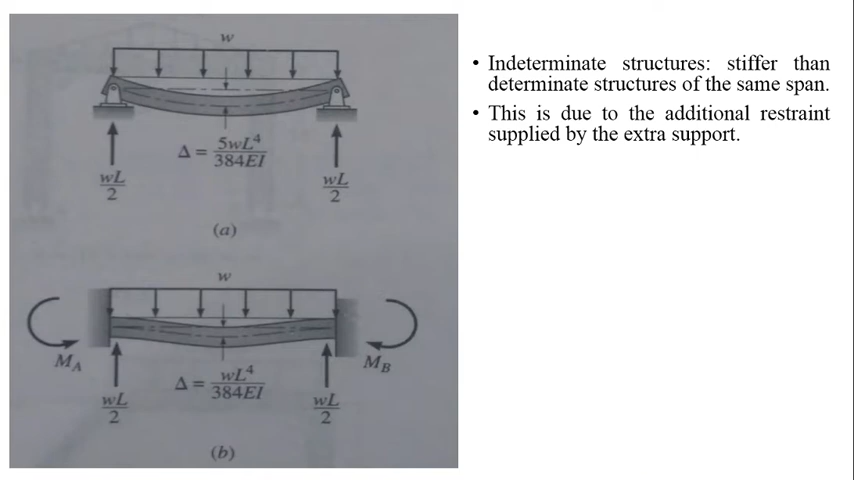 w
Δ = 5wL⁴/384EI
wL/2
wL/2
(a)
w
M_A
M_B
Δ = wL⁴/384EI
wL/2
wL/2
(b)
• Indeterminate structures: stiffer than
determinate structures of the same span.
• This is due to the additional restraint
supplied by the extra support.